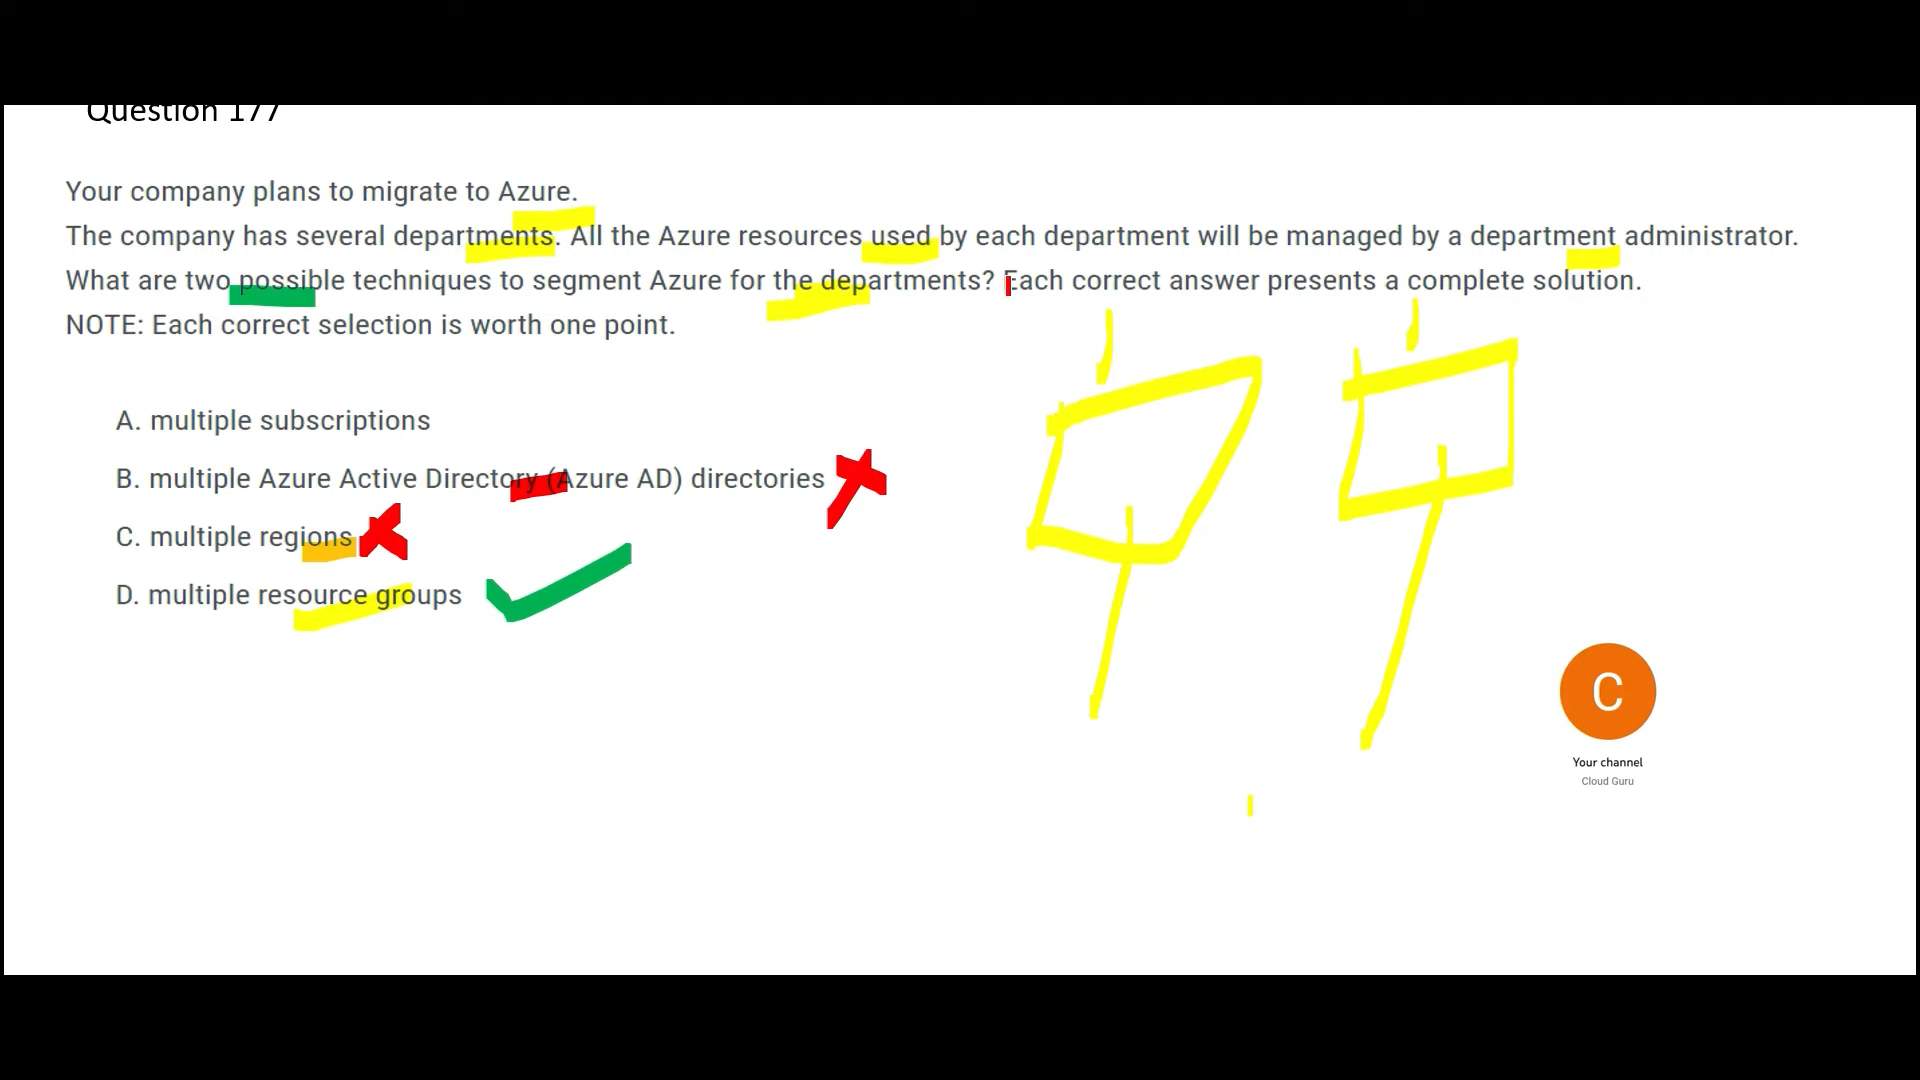 Question 177
Your company plans to migrate to Azure.
The company has several departments. All the Azure resources used by each department will be managed by a department administrator.
What are two possible techniques to segment Azure for the departments? Each correct answer presents a complete solution.
NOTE: Each correct selection is worth one point.
A. multiple subscriptions
B. multiple Azure Active Directory (Azure AD) directories
C. multiple regions
D. multiple resource groups
C
Your channel
Cloud Guru